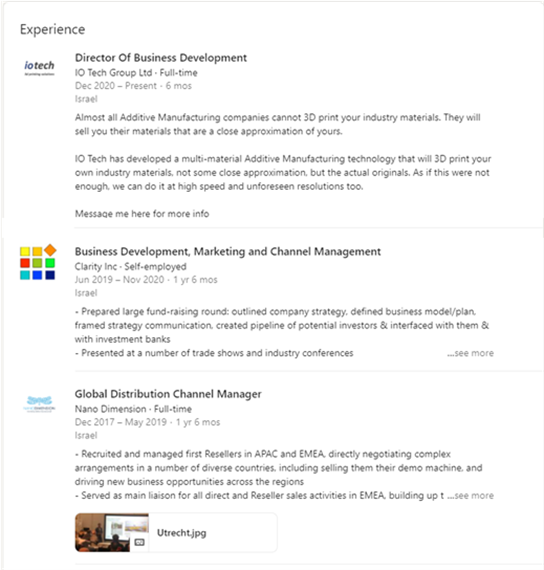 Experience
iotech
Director Of Business Development
IO Tech Group Ltd · Full-time
Dec 2020 – Present · 6 mos
Israel
Almost all Additive Manufacturing companies cannot 3D print your industry materials. They will
sell you their materials that are a close approximation of yours.
IO Tech has developed a multi-material Additive Manufacturing technology that will 3D print your
own industry materials, not some close approximation, but the actual originals. As if this were not
enough, we can do it at high speed and unforeseen resolutions too.
Message me here for more info
Business Development, Marketing and Channel Management
Clarity Inc · Self-employed
Jun 2019 – Nov 2020 · 1 yr 6 mos
Israel
- Prepared large fund-raising round: outlined company strategy, defined business model/plan,
framed strategy communication, created pipeline of potential investors & interfaced with them &
with investment banks
- Presented at a number of trade shows and industry conferences ...see more
Global Distribution Channel Manager
Nano Dimension · Full-time
Dec 2017 – May 2019 · 1 yr 6 mos
Israel
- Recruited and managed first Resellers in APAC and EMEA, directly negotiating complex
arrangements in a number of diverse countries, including selling them their demo machine, and
driving new business opportunities across the regions
- Served as main liaison for all direct and Reseller sales activities in EMEA, building up t ...see more
Utrecht.jpg